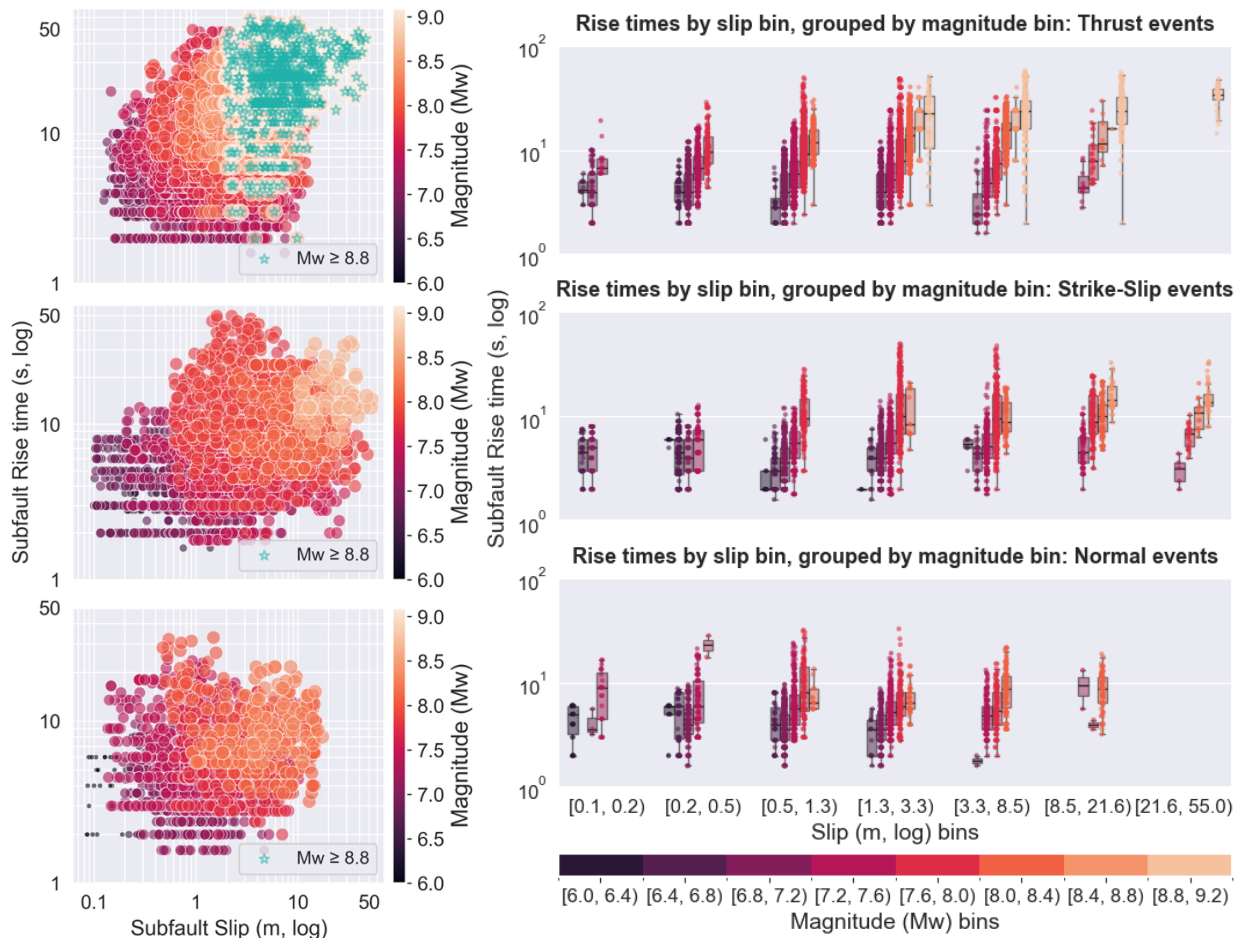 50
10
1
Mw ≥ 8.8
9.0
8.5
8.0
7.5
7.0
6.5
6.0
Magnitude (Mw)
50
10
1
Mw ≥ 8.8
9.0
8.5
8.0
7.5
7.0
6.5
6.0
Magnitude (Mw)
Subfault Rise time (s, log)
50
10
1
Mw ≥ 8.8
9.0
8.5
8.0
7.5
7.0
6.5
6.0
Magnitude (Mw)
0.1 1 10 50
Subfault Slip (m, log)
Rise times by slip bin, grouped by magnitude bin: Thrust events
10²
10¹
10⁰
Rise times by slip bin, grouped by magnitude bin: Strike-Slip events
10²
10¹
10⁰
Subfault Rise time (s, log)
Rise times by slip bin, grouped by magnitude bin: Normal events
10²
10¹
10⁰
[0.1, 0.2) [0.2, 0.5) [0.5, 1.3) [1.3, 3.3) [3.3, 8.5) [8.5, 21.6) [21.6, 55.0)
Slip (m, log) bins
[6.0, 6.4) [6.4, 6.8) [6.8, 7.2) [7.2, 7.6) [7.6, 8.0) [8.0, 8.4) [8.4, 8.8) [8.8, 9.2)
Magnitude (Mw) bins